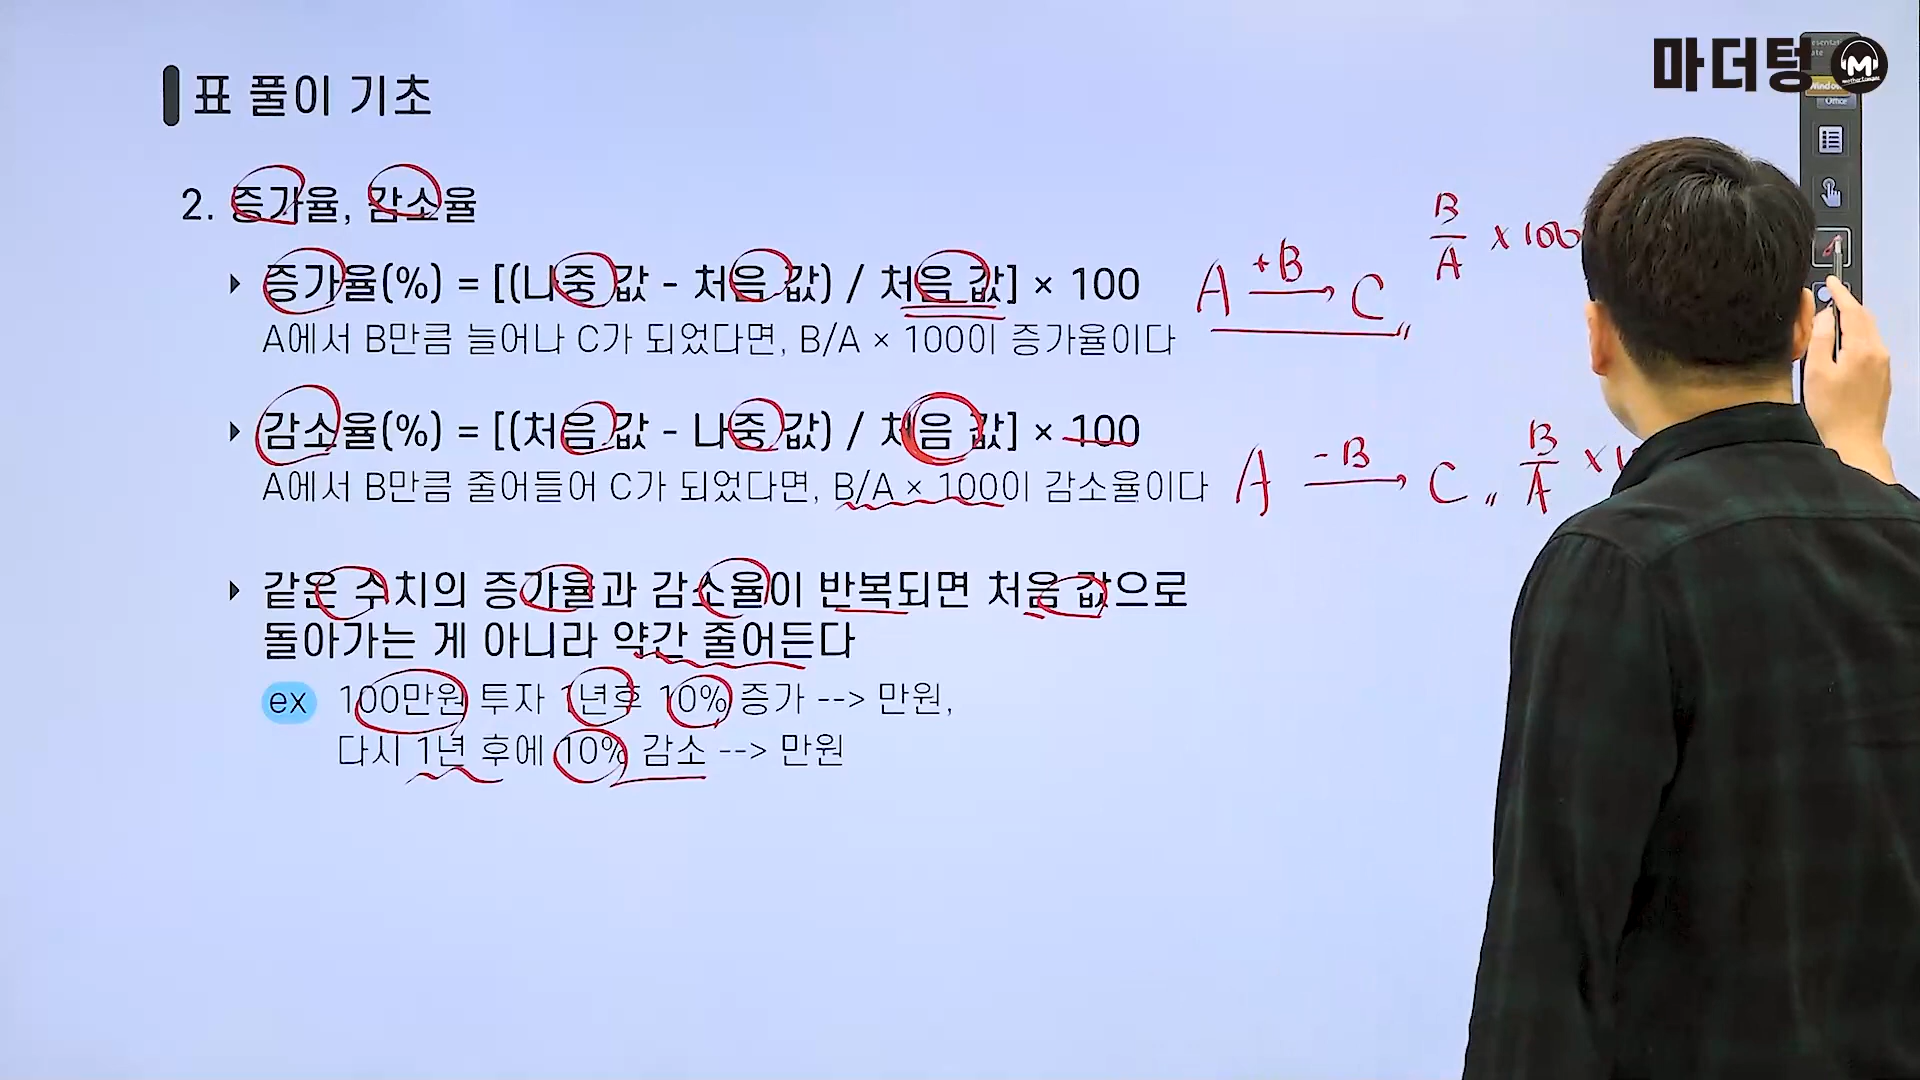 마더텅
M
Window
Office
표 풀이 기초
2. 증가율, 감소율
▸ 증가율(%) = [(나중 값 - 처음 값) / 처음 값] × 100
A에서 B만큼 늘어나 C가 되었다면, B/A × 100이 증가율이다
A +B → C
B/A × 100
▸ 감소율(%) = [(처음 값 - 나중 값) / 처음 값] × 100
A에서 B만큼 줄어들어 C가 되었다면, B/A × 100이 감소율이다
A -B → C 〃 B/A × 1
▸ 같은 수치의 증가율과 감소율이 반복되면 처음 값으로
돌아가는 게 아니라 약간 줄어든다
ex 100만원 투자 1년후 10% 증가 --> 만원,
다시 1년 후에 10% 감소 --> 만원